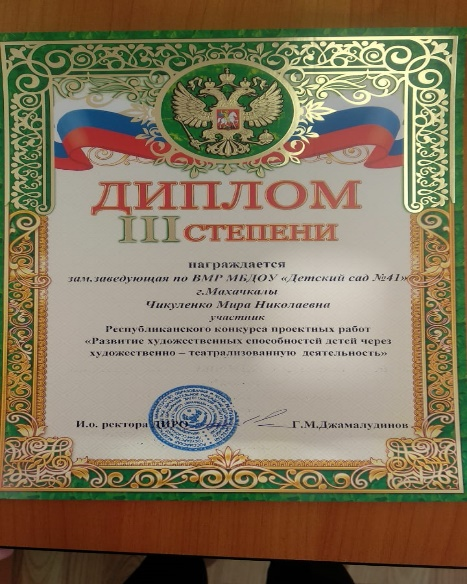 ДИПЛОМ
III СТЕПЕНИ
награждается
зам.заведующая по ВМР МБДОУ «Детский сад №41»
г.Махачкалы
Чикуленко Мира Николаевна
участник
Республиканского конкурса проектных работ
«Развитие художественных способностей детей через
художественно – театрализованную деятельность»
И.о. ректора ДИРО Г.М.Джамалудинов